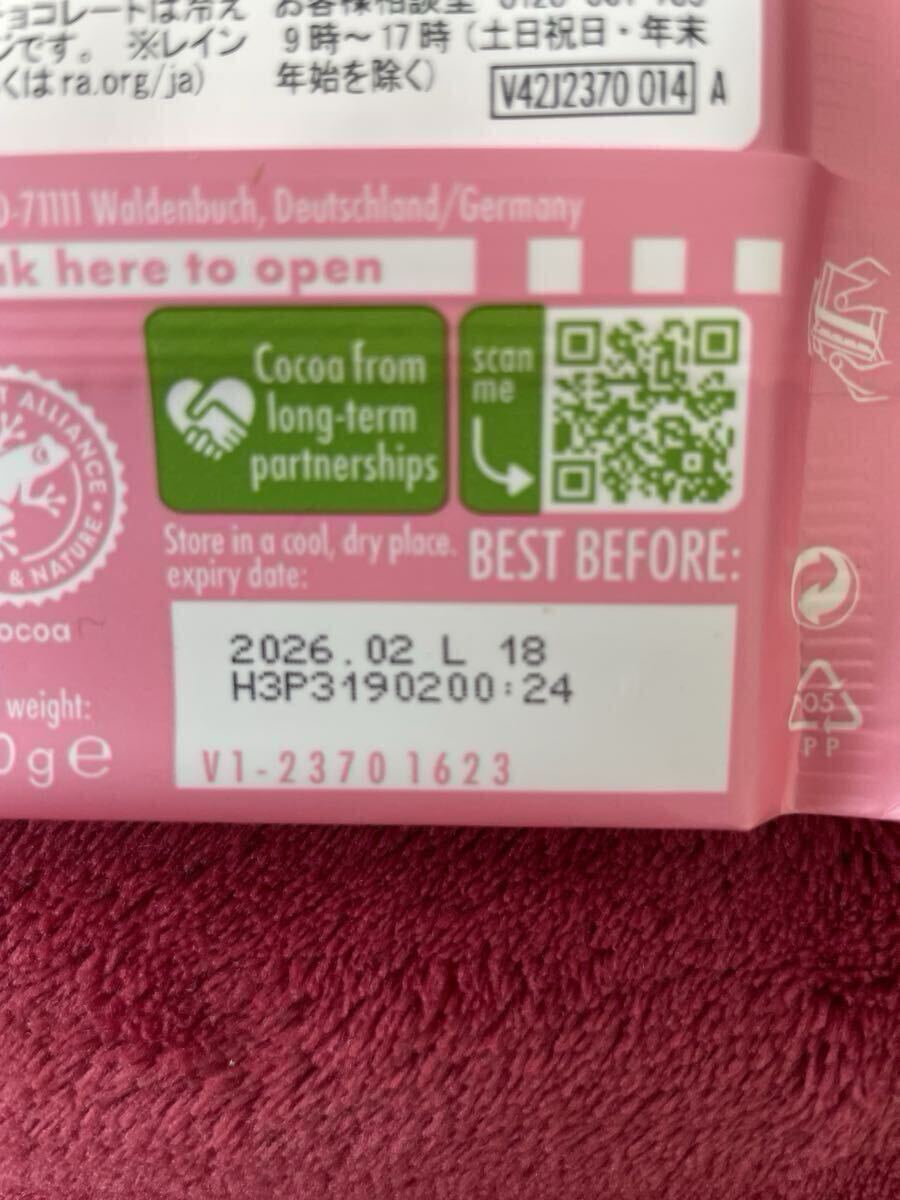 ョコレートは冷え
ンです。 ※レイン
くは ra.org/ja)
お客様相談室
9時～17時 (土日祝日・年末
年始を除く)
V42J2370 014 A
D-71111 Waldenbuch, Deutschland/Germany
ak here to open
Cocoa from
long-term
partnerships
scan
me
ALLIANCE
& NATURE
ocoa
Store in a cool, dry place.
expiry date:
BEST BEFORE:
2026.02 L 18
H3P3190200:24
V1-2370 1623
weight:
0g e
05
PP